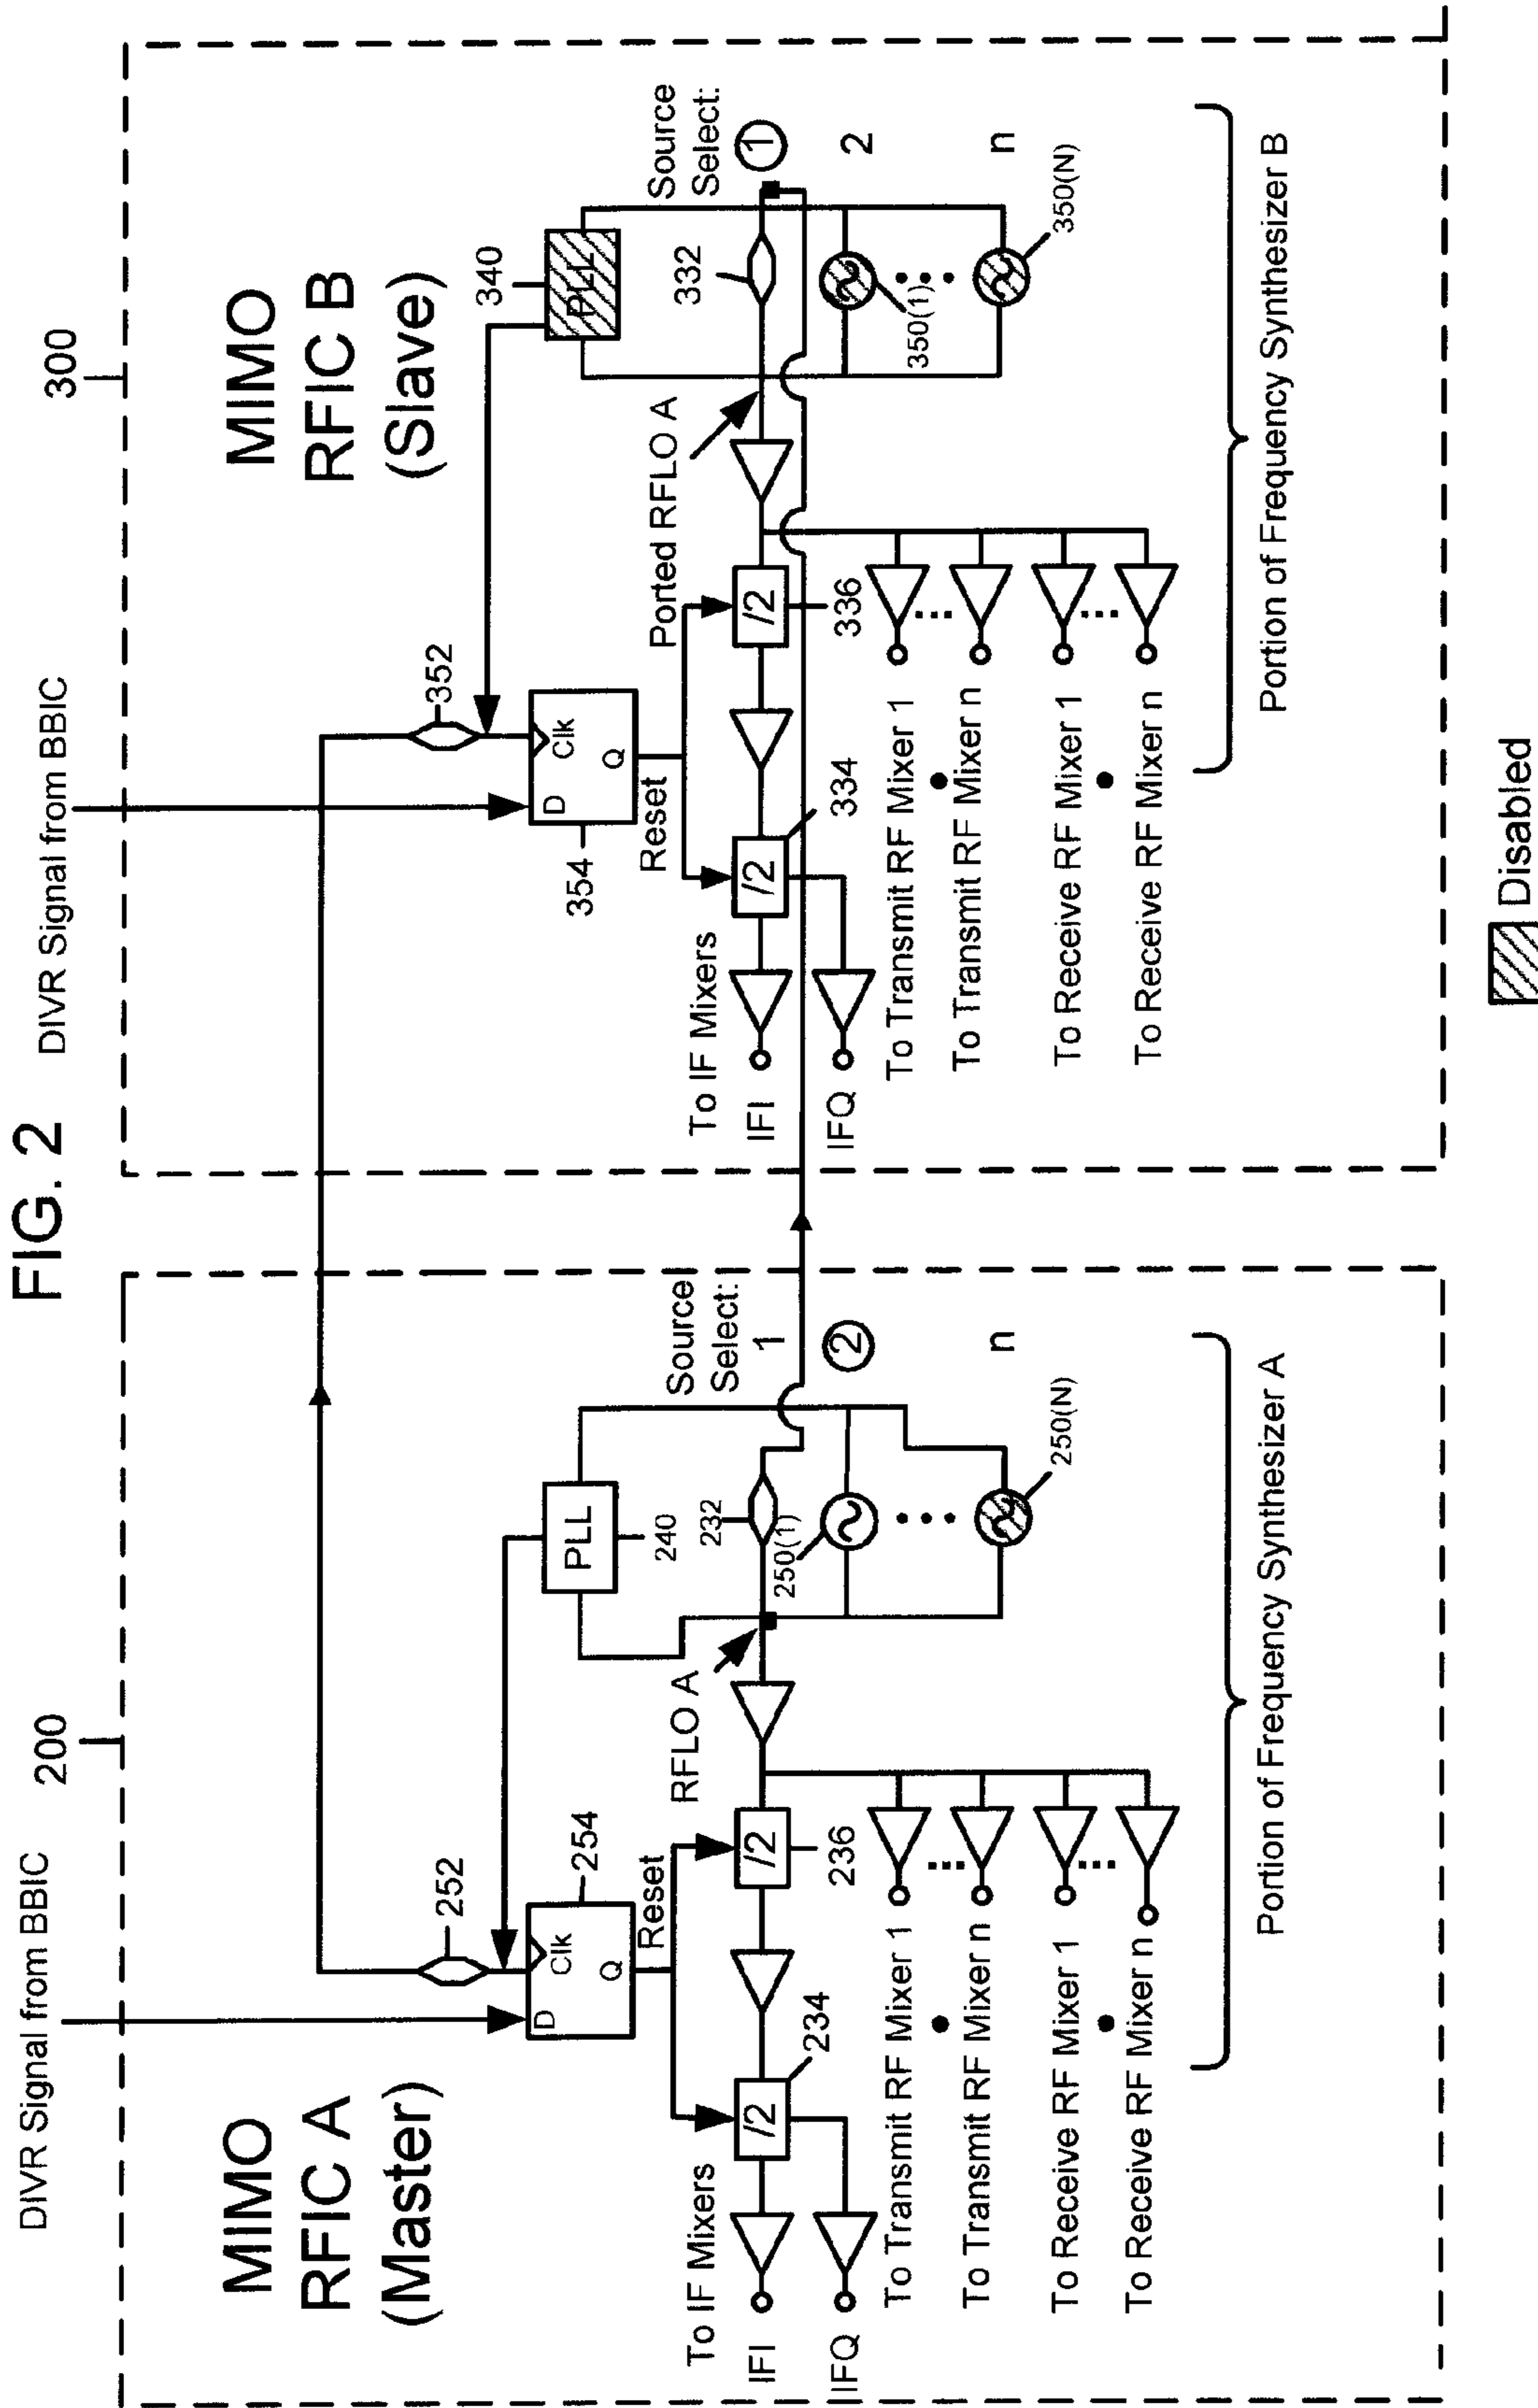 FIG. 2
200
DIVR Signal from BBIC
MIMO
RFIC A
(Master)
252
D
Clk
Q
254
Reset
PLL
240
RFLO A
232
Source
Select:
1
2
n
250(1)
250(N)
/2
234
/2
236
To IF Mixers
IFI
IFQ
To Transmit RF Mixer 1
To Transmit RF Mixer n
To Receive RF Mixer 1
To Receive RF Mixer n
Portion of Frequency Synthesizer A
300
DIVR Signal from BBIC
MIMO
RFIC B
(Slave)
352
D
Clk
Q
354
Reset
PLL
340
Ported RFLO A
332
Source
Select:
1
2
n
350(1)
350(N)
/2
334
/2
336
To IF Mixers
IFI
IFQ
To Transmit RF Mixer 1
To Transmit RF Mixer n
To Receive RF Mixer 1
To Receive RF Mixer n
Portion of Frequency Synthesizer B
Disabled